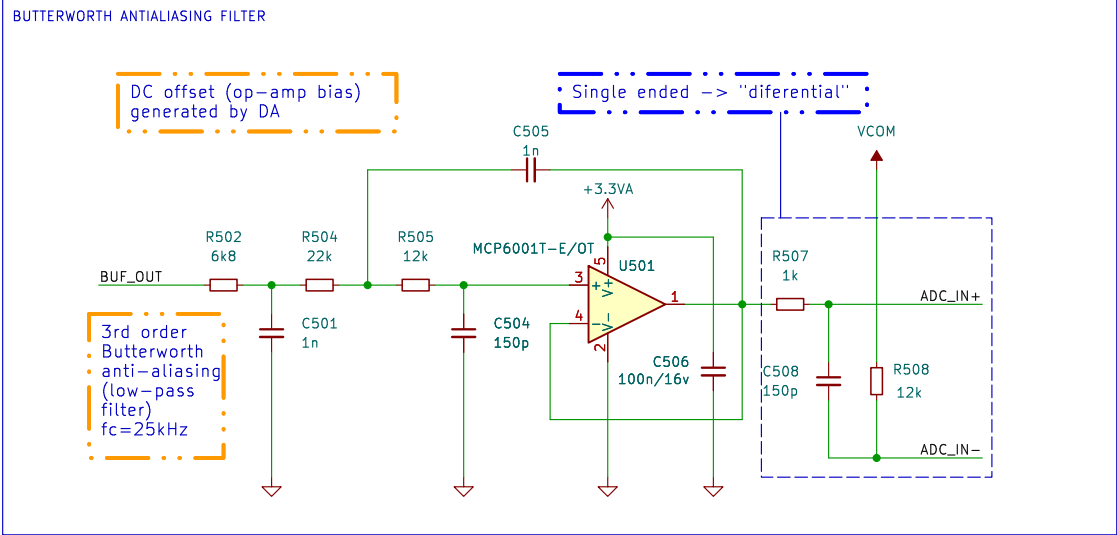 BUTTERWORTH ANTIALIASING FILTER
DC offset (op-amp bias)
generated by DA
Single ended -> "diferential"
C505
1n
VCOM
+3.3VA
R502
6k8
R504
22k
R505
12k
MCP6001T-E/OT
U501
R507
1k
BUF_OUT
3
+
5
V+
1
4
-
V-
2
ADC_IN+
3rd order
Butterworth
anti-aliasing
(low-pass
filter)
fc=25kHz
C501
1n
C504
150p
C506
100n/16v
C508
150p
R508
12k
ADC_IN-